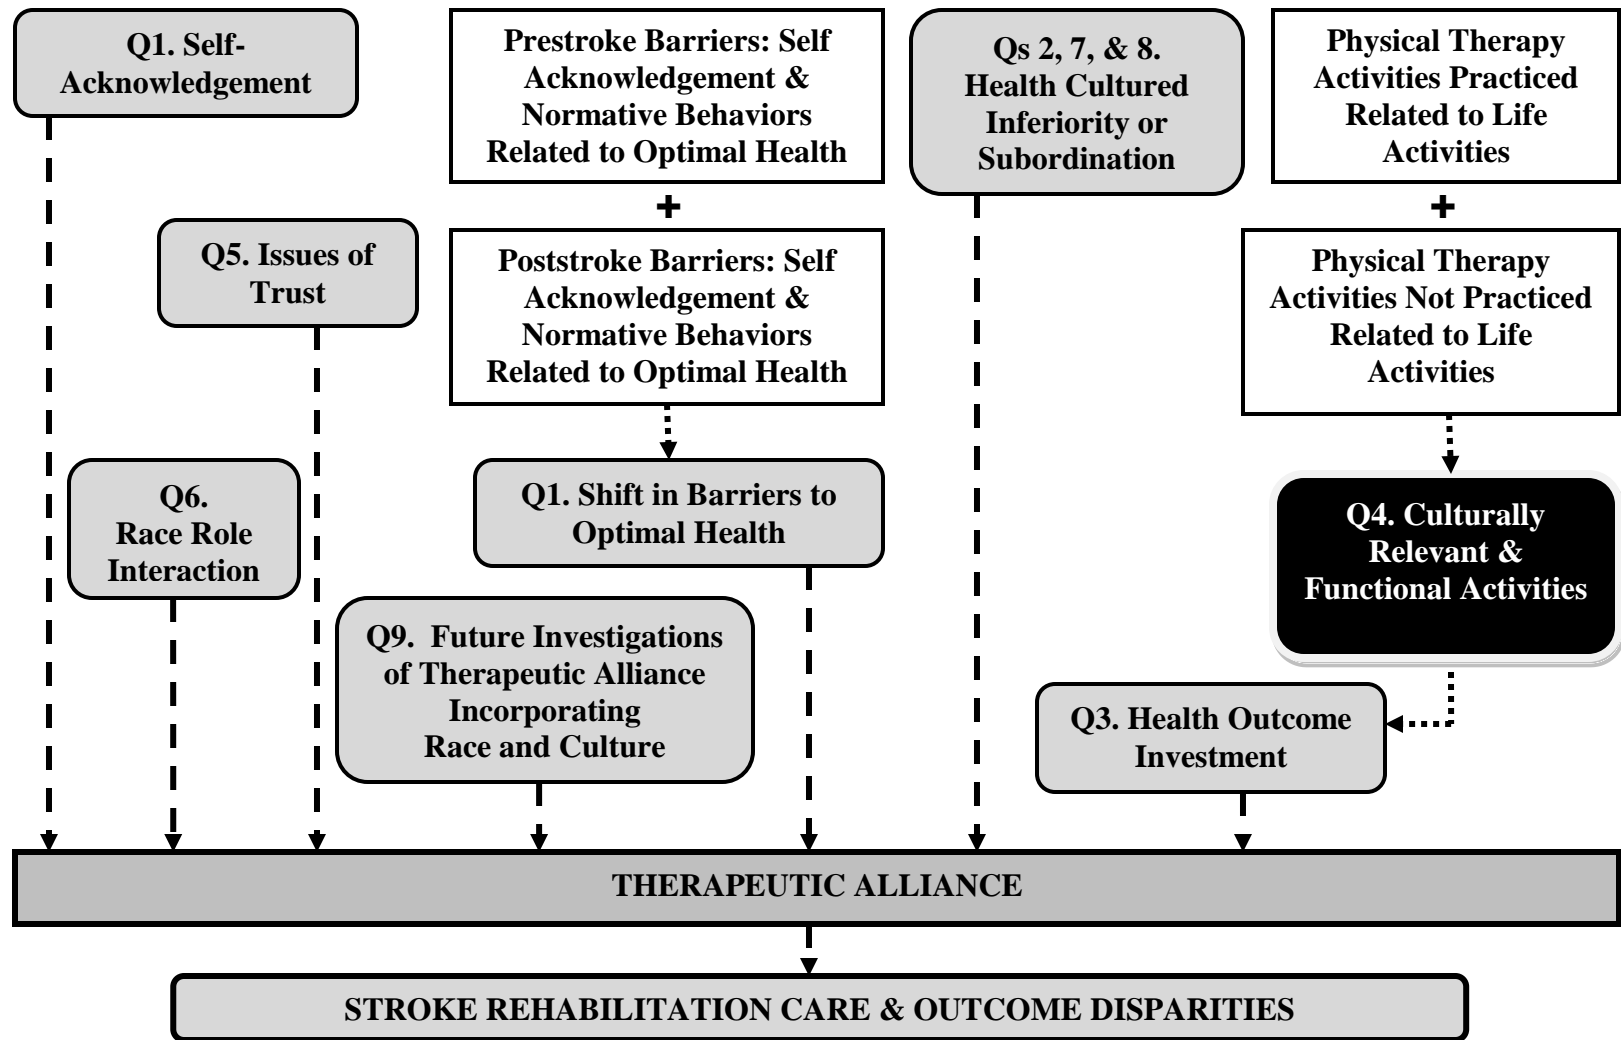 Q1. Self-
Acknowledgement
Prestroke Barriers: Self
Acknowledgement &
Normative Behaviors
Related to Optimal Health
+
Poststroke Barriers: Self
Acknowledgement &
Normative Behaviors
Related to Optimal Health
Qs 2, 7, & 8.
Health Cultured
Inferiority or
Subordination
Physical Therapy
Activities Practiced
Related to Life
Activities
+
Physical Therapy
Activities Not Practiced
Related to Life
Activities
Q5. Issues of
Trust
Q6.
Race Role
Interaction
Q1. Shift in Barriers to
Optimal Health
Q4. Culturally
Relevant &
Functional Activities
Q9. Future Investigations
of Therapeutic Alliance
Incorporating
Race and Culture
Q3. Health Outcome
Investment
THERAPEUTIC ALLIANCE
STROKE REHABILITATION CARE & OUTCOME DISPARITIES